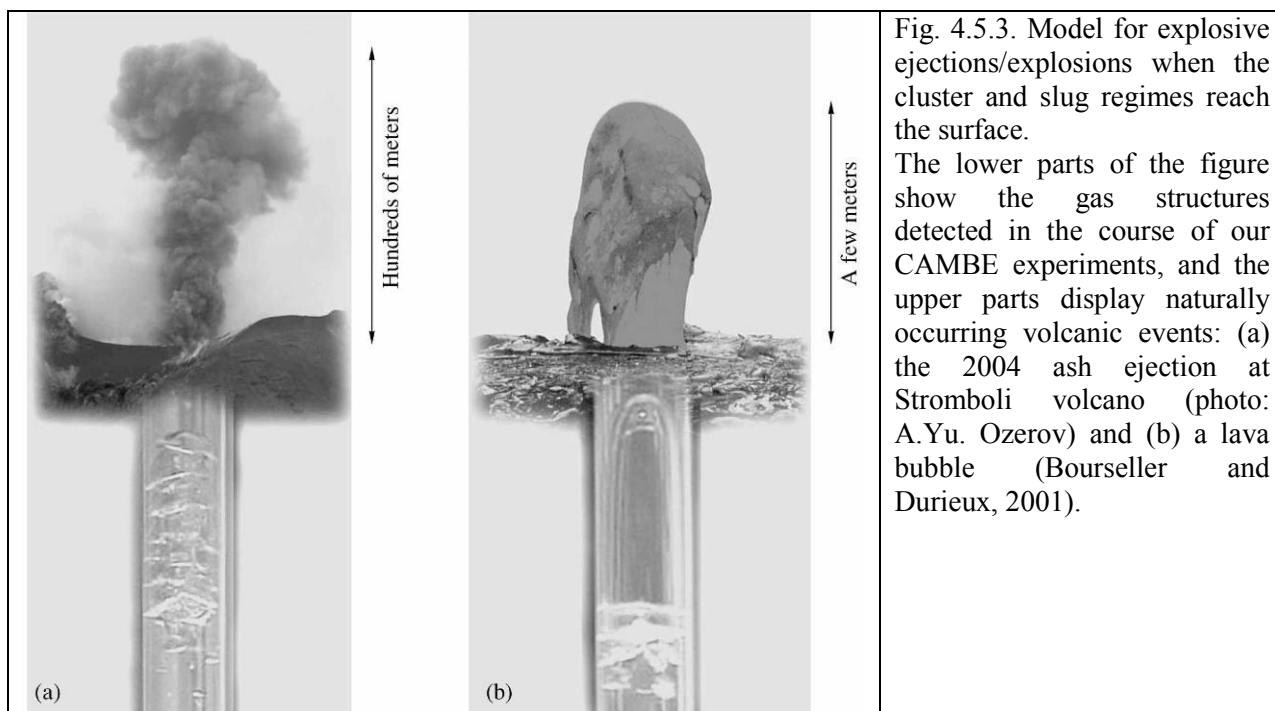 Hundreds of meters
(a)
A few meters
(b)
Fig. 4.5.3. Model for explosive
ejections/explosions when the
cluster and slug regimes reach
the surface.
The lower parts of the figure
show the gas structures
detected in the course of our
CAMBE experiments, and the
upper parts display naturally
occurring volcanic events: (a)
the 2004 ash ejection at
Stromboli volcano (photo:
A.Yu. Ozerov) and (b) a lava
bubble (Bourseller and
Durieux, 2001).